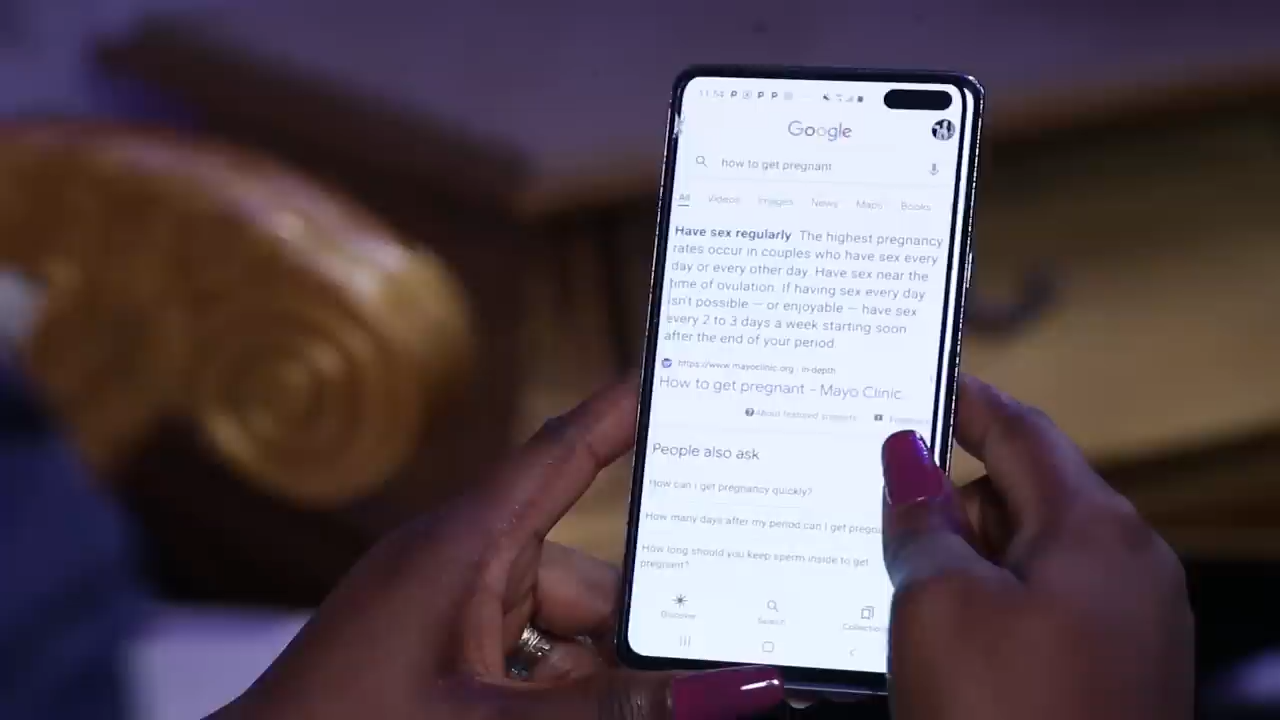 11:54
Google
how to get pregnant
All Videos Images News Maps Books
Have sex regularly The highest pregnancy
rates occur in couples who have sex every
day or every other day. Have sex near the
time of ovulation. If having sex every day
isn't possible — or enjoyable — have sex
every 2 to 3 days a week starting soon
after the end of your period.
https://www.mayoclinic.org › in-depth
How to get pregnant - Mayo Clinic
About featured snippets
People also ask
How can i get pregnancy quickly?
How many days after my period can I get
How long should you keep sperm inside to get
pregnant?
Discover Search